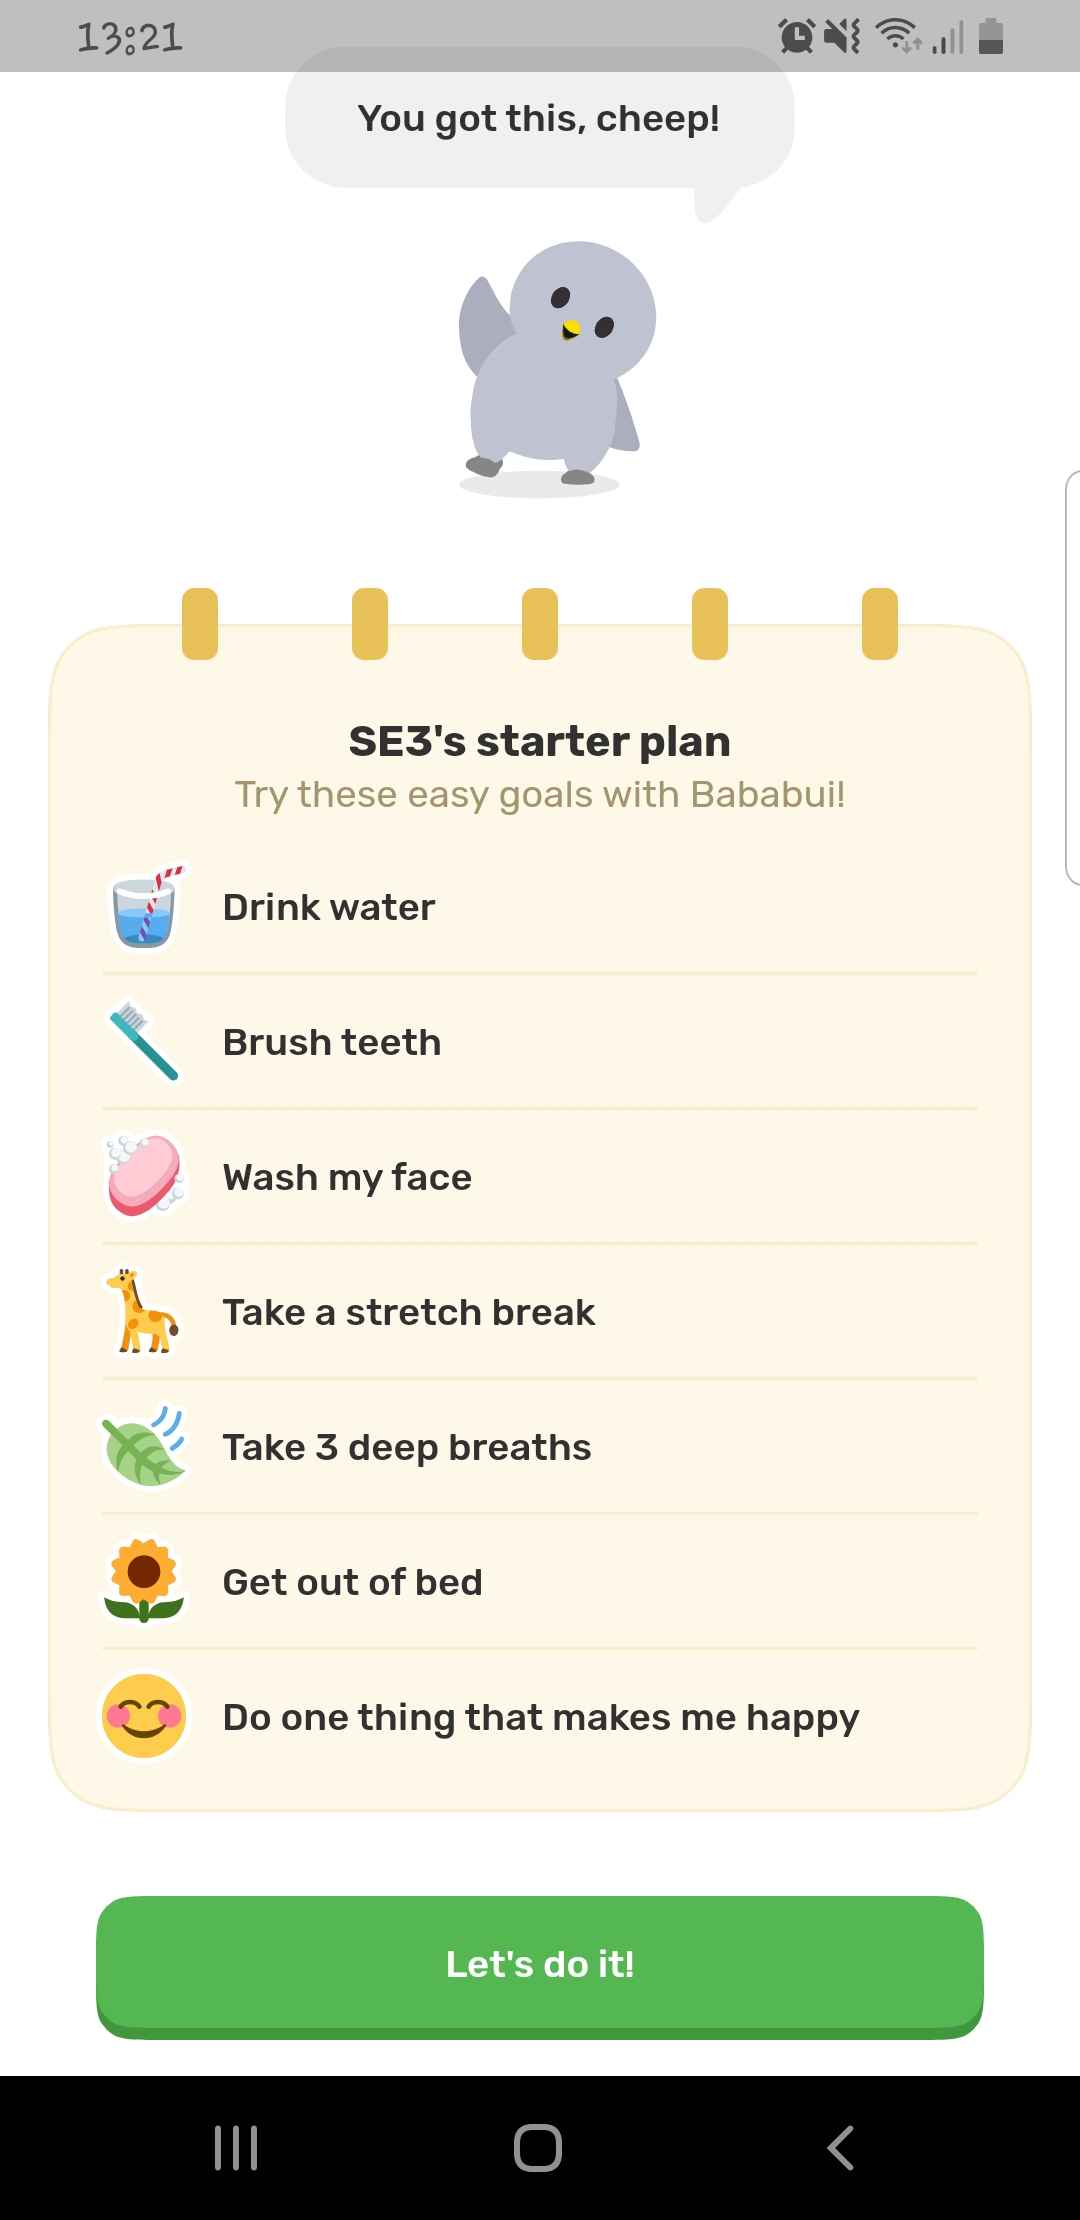 13:21
You got this, cheep!
SE3's starter plan
Try these easy goals with Bababui!
Drink water
Brush teeth
Wash my face
Take a stretch break
Take 3 deep breaths
Get out of bed
Do one thing that makes me happy
Let's do it!